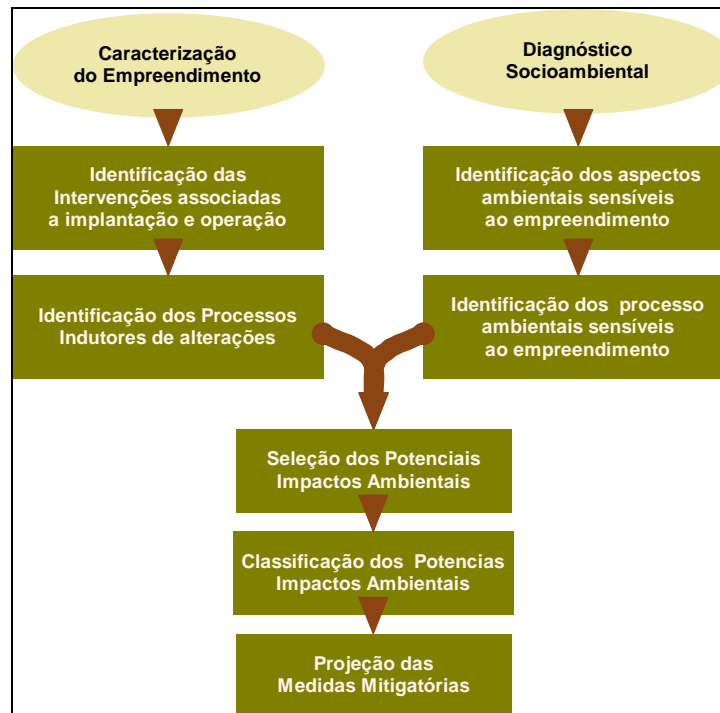 Caracterização
do Empreendimento
Diagnóstico
Socioambiental
Identificação das
Intervenções associadas
a implantação e operação
Identificação dos aspectos
ambientais sensíveis
ao empreendimento
Identificação dos Processos
Indutores de alterações
Identificação dos processo
ambientais sensíveis
ao empreendimento
Seleção dos Potenciais
Impactos Ambientais
Classificação dos Potencias
Impactos Ambientais
Projeção das
Medidas Mitigatórias